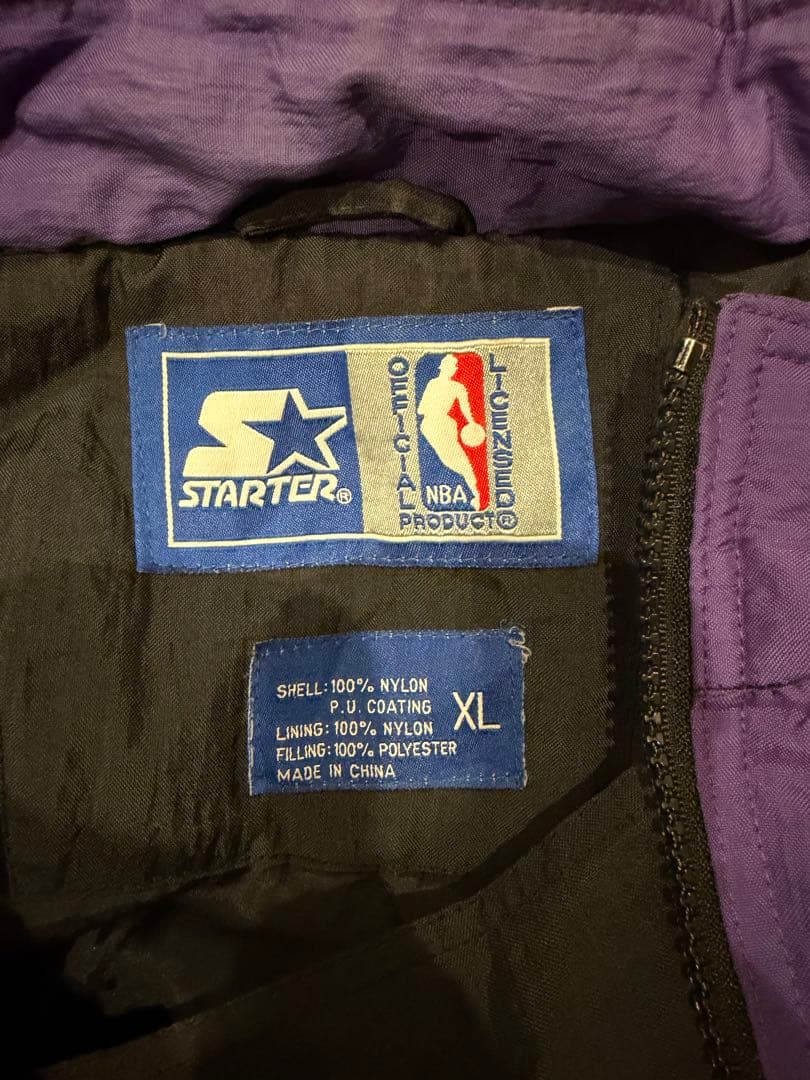 STARTER®
OFFICIAL
LICENSED
NBA
PRODUCT®
SHELL: 100% NYLON
P.U. COATING
XL
LINING: 100% NYLON
FILLING: 100% POLYESTER
MADE IN CHINA